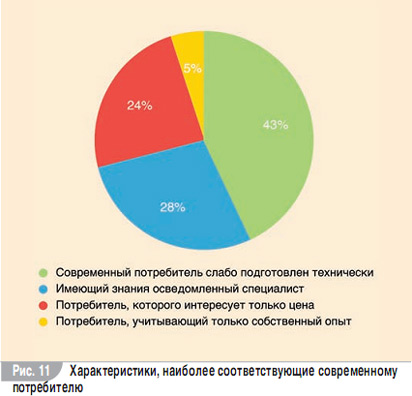 5%
24%
43%
28%
Современный потребитель слабо подготовлен технически
Имеющий знания осведомленный специалист
Потребитель, которого интересует только цена
Потребитель, учитывающий только собственный опыт
Рис. 11 Характеристики, наиболее соответствующие современному
потребителю